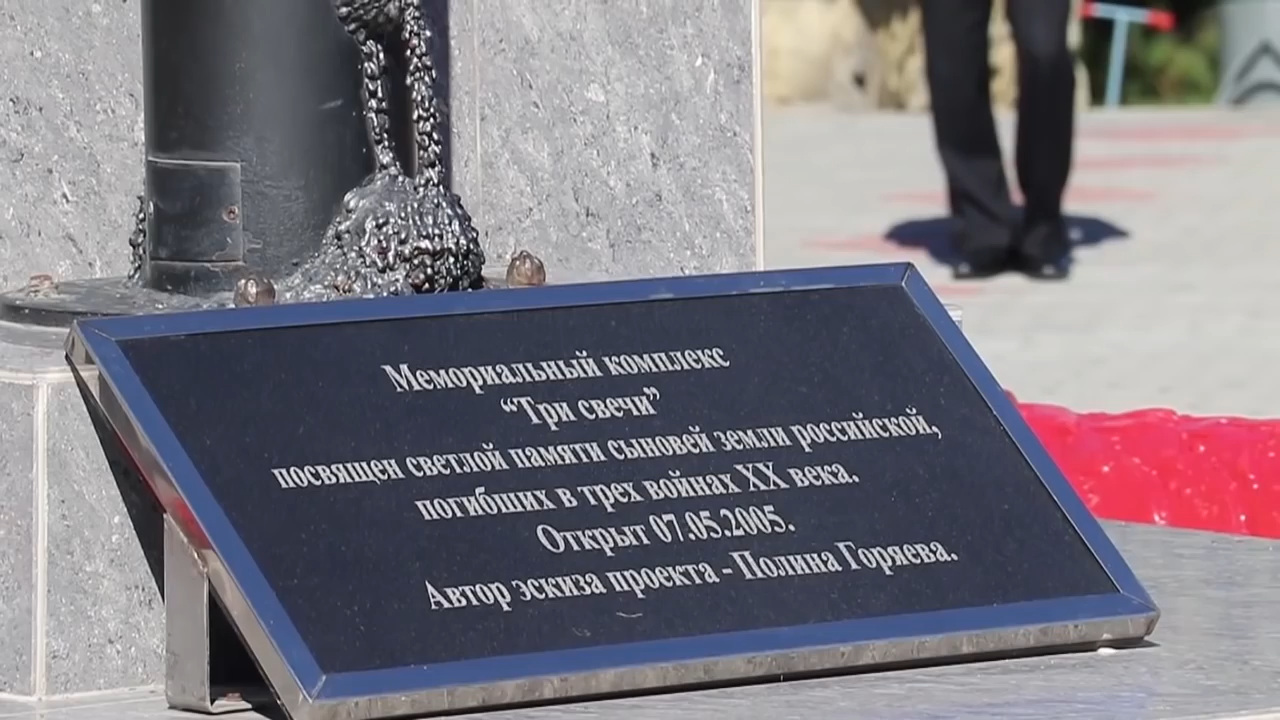 Мемориальный комплекс
“Три свечи”
посвящен светлой памяти сыновей земли российской,
погибших в трех войнах XX века.
Открыт 07.05.2005.
Автор эскиза проекта - Полина Горяева.